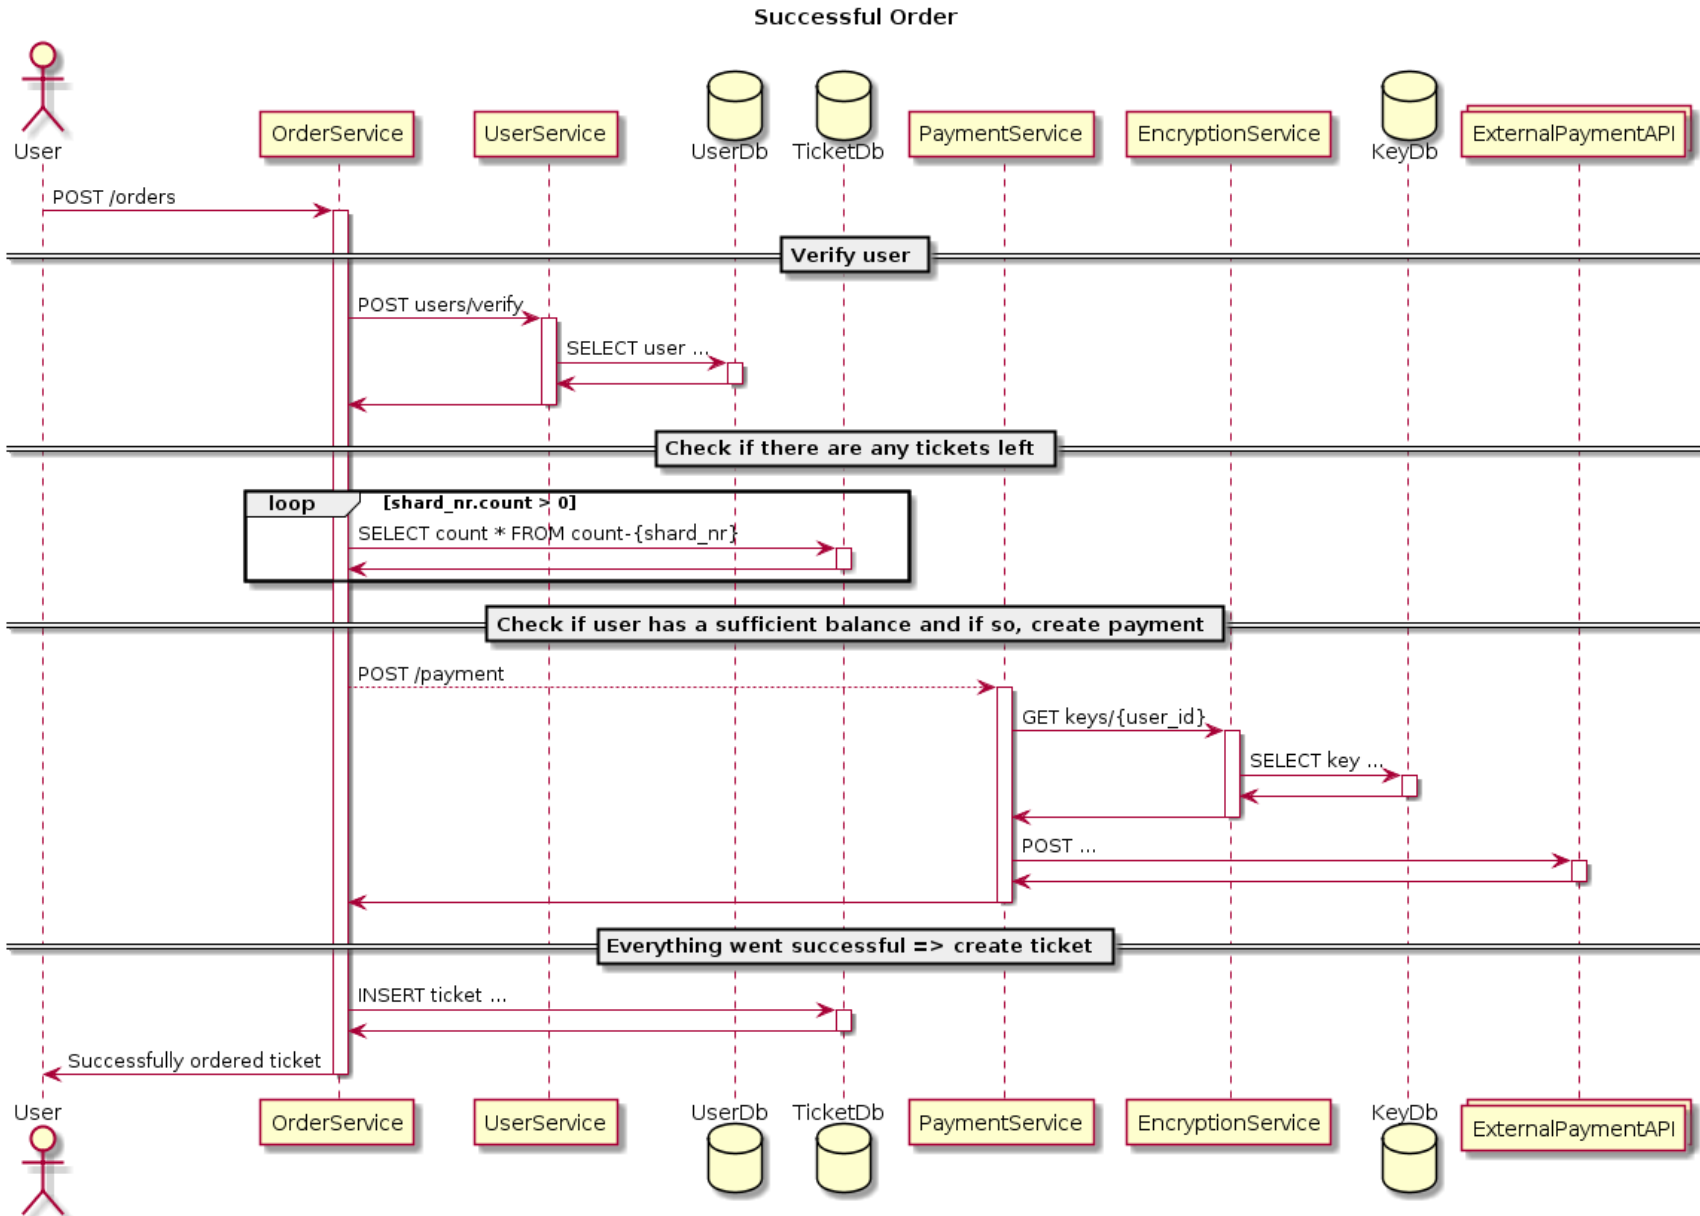 Successful Order
User
OrderService
UserService
UserDb
TicketDb
PaymentService
EncryptionService
KeyDb
ExternalPaymentAPI
POST /orders
Verify user
POST users/verify
SELECT user ...
Check if there are any tickets left
loop
[shard_nr.count > 0]
SELECT count * FROM count-{shard_nr}
Check if user has a sufficient balance and if so, create payment
POST /payment
GET keys/{user_id}
SELECT key ...
POST ...
Everything went successful => create ticket
INSERT ticket ...
Successfully ordered ticket
User
OrderService
UserService
UserDb
TicketDb
PaymentService
EncryptionService
KeyDb
ExternalPaymentAPI